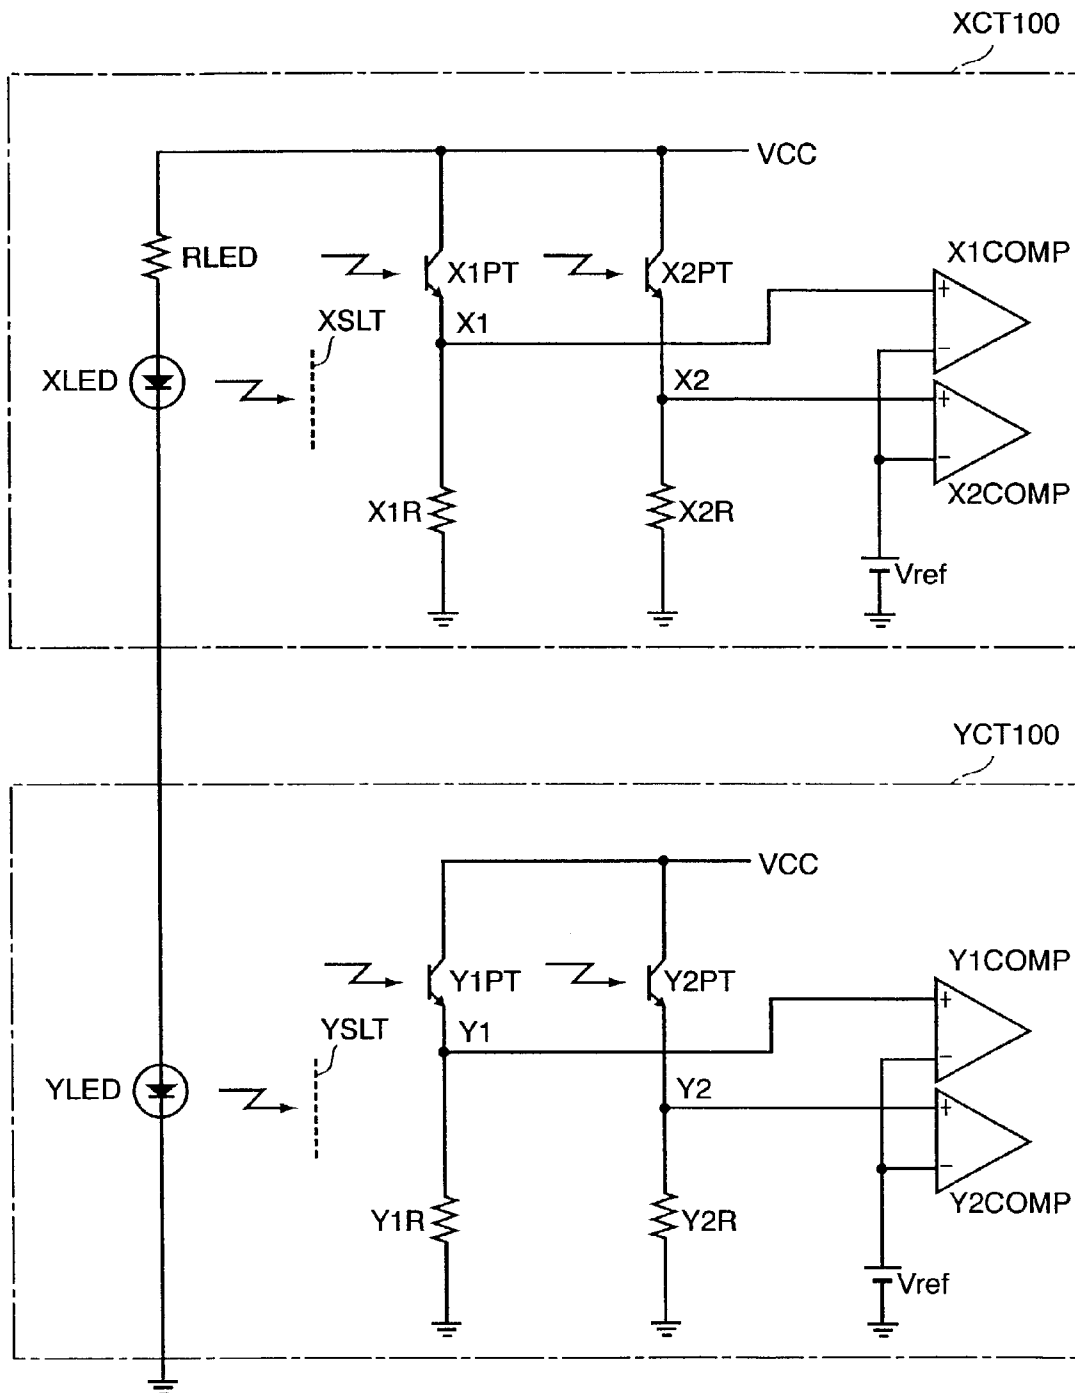 XCT100
VCC
RLED
X1PT
X2PT
X1COMP
+
XSLT
X1
−
XLED
X2
+
−
X2COMP
X1R
X2R
Vref
YCT100
VCC
Y1PT
Y2PT
Y1COMP
+
YSLT
Y1
−
YLED
Y2
+
−
Y2COMP
Y1R
Y2R
Vref